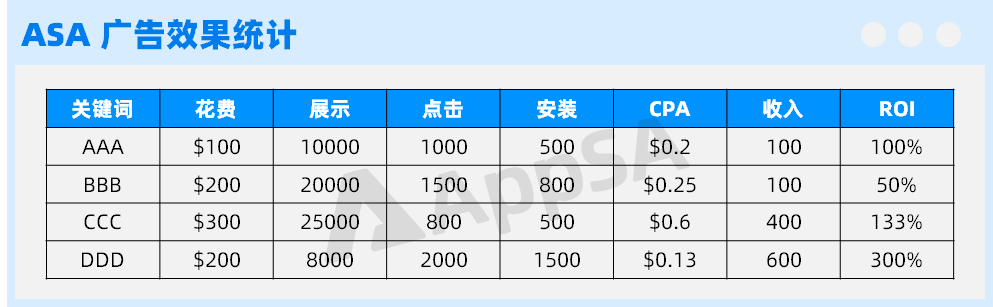 ASA 广告效果统计
关键词 花费 展示 点击 安装 CPA 收入 ROI
AAA $100 10000 1000 500 $0.2 100 100%
BBB $200 20000 1500 800 $0.25 100 50%
CCC $300 25000 800 500 $0.6 400 133%
DDD $200 8000 2000 1500 $0.13 600 300%
AppSA